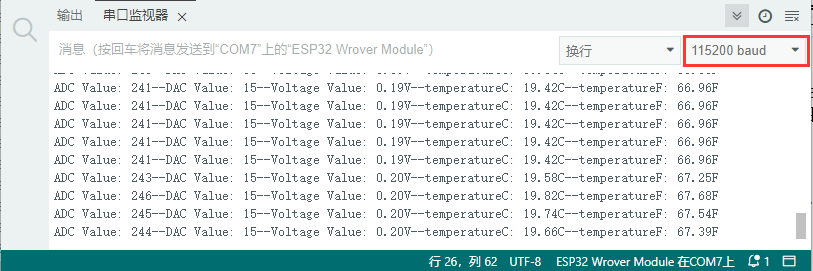 输出 串口监视器
消息（按回车将消息发送到“COM7”上的“ESP32 Wrover Module”） 换行 115200 baud
ADC Value: 241--DAC Value: 15--Voltage Value: 0.19V--temperatureC: 19.42C--temperatureF: 66.96F
ADC Value: 241--DAC Value: 15--Voltage Value: 0.19V--temperatureC: 19.42C--temperatureF: 66.96F
ADC Value: 241--DAC Value: 15--Voltage Value: 0.19V--temperatureC: 19.42C--temperatureF: 66.96F
ADC Value: 241--DAC Value: 15--Voltage Value: 0.19V--temperatureC: 19.42C--temperatureF: 66.96F
ADC Value: 241--DAC Value: 15--Voltage Value: 0.19V--temperatureC: 19.42C--temperatureF: 66.96F
ADC Value: 243--DAC Value: 15--Voltage Value: 0.20V--temperatureC: 19.58C--temperatureF: 67.25F
ADC Value: 246--DAC Value: 15--Voltage Value: 0.20V--temperatureC: 19.82C--temperatureF: 67.68F
ADC Value: 245--DAC Value: 15--Voltage Value: 0.20V--temperatureC: 19.74C--temperatureF: 67.54F
ADC Value: 244--DAC Value: 15--Voltage Value: 0.20V--temperatureC: 19.66C--temperatureF: 67.39F
行 26，列 62 UTF-8 ESP32 Wrover Module 在COM7上 1